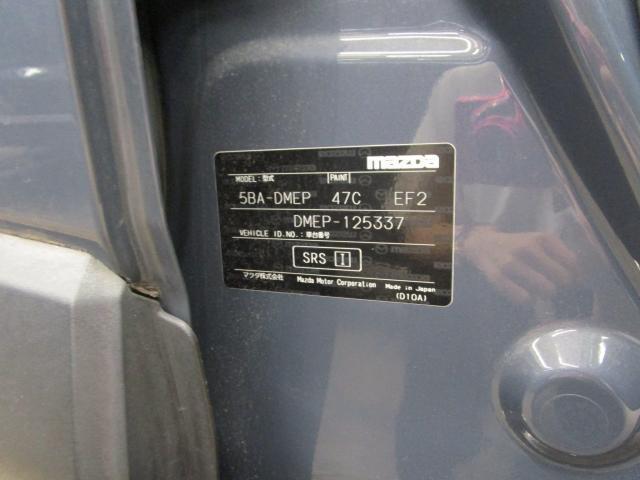 mazda
MODEL: 型式 PAINT
5BA-DMEP 47C EF2
DMEP-125337
VEHICLE ID.NO.: 車台番号
SRS I
マツダ株式会社 Mazda Motor Corporation Made in Japan
(D10A)